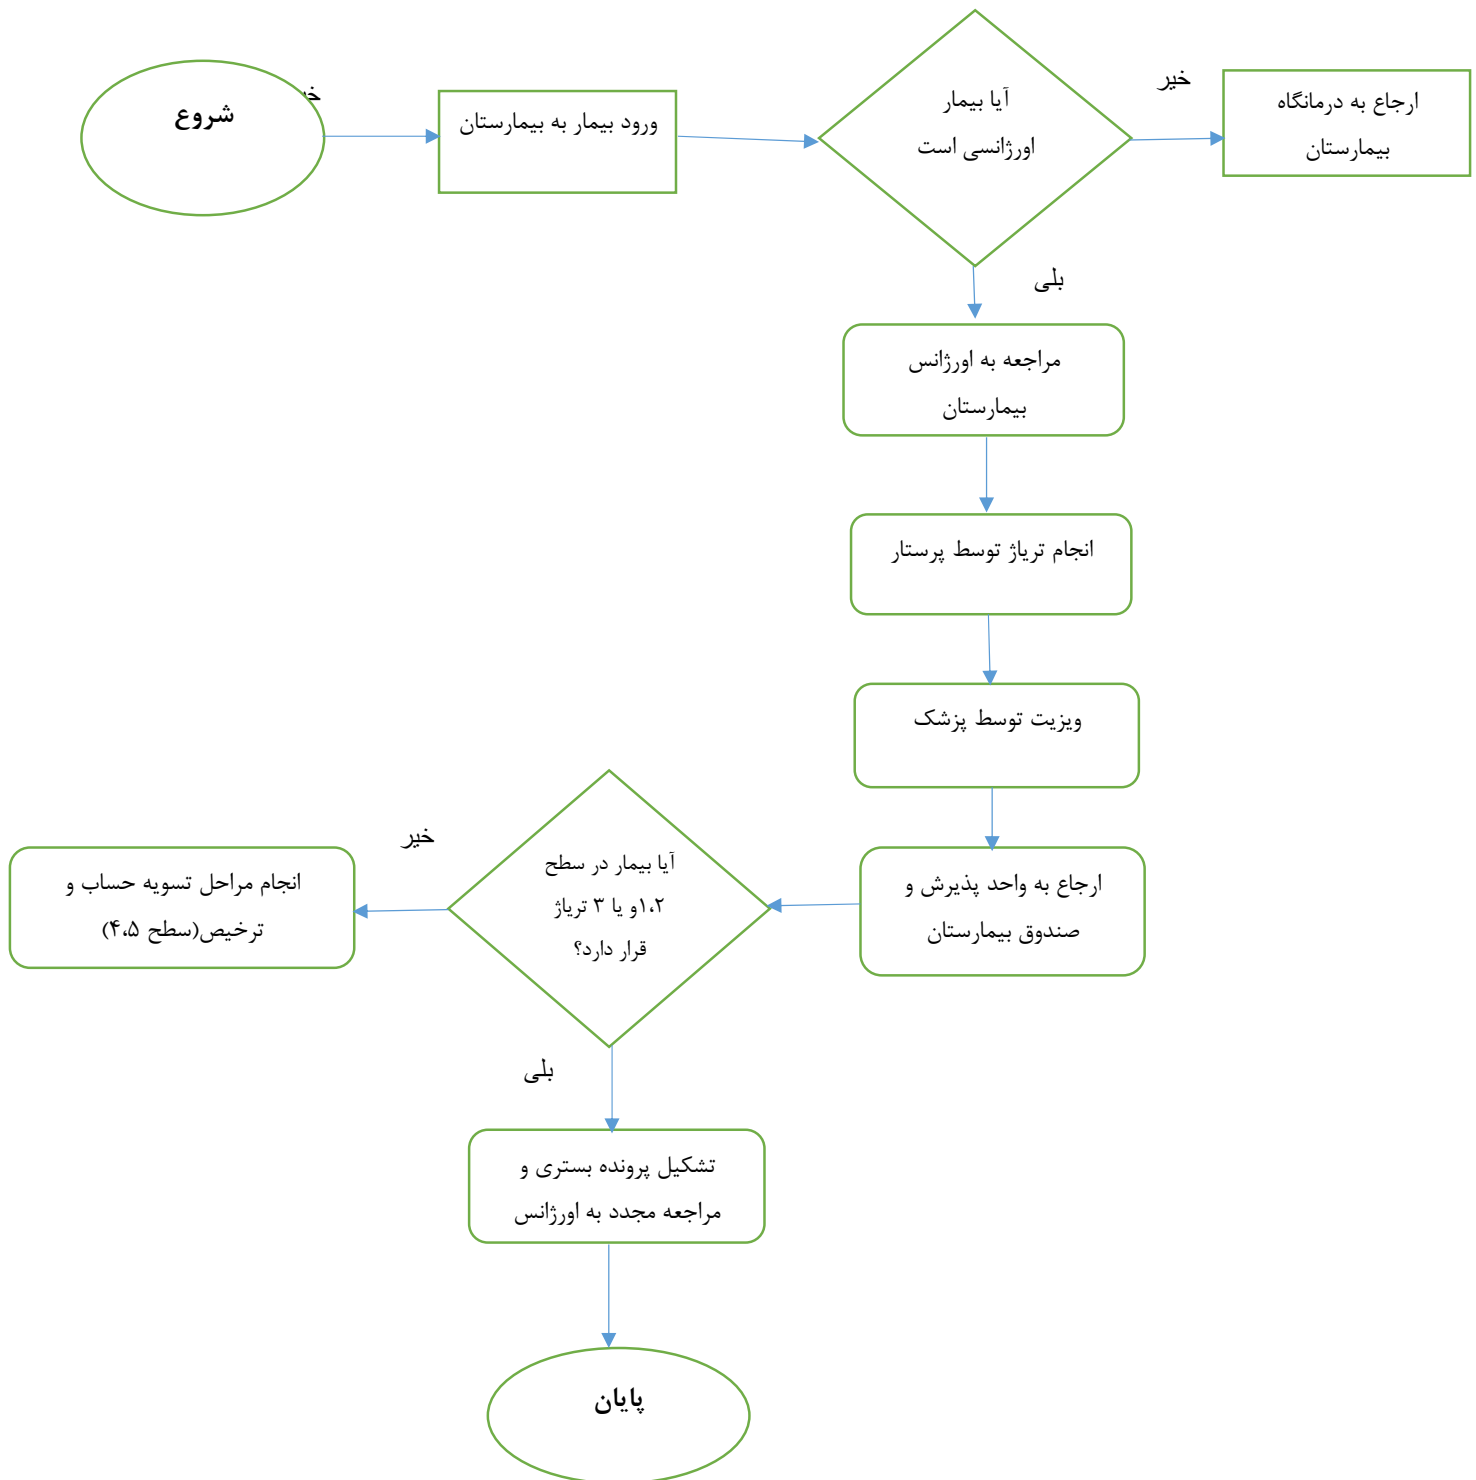 شروع
ورود بیمار به بیمارستان
آیا بیمار
اورژانسی است
خیر
ارجاع به درمانگاه
بیمارستان
بلی
مراجعه به اورژانس
بیمارستان
انجام تریاژ توسط پرستار
ویزیت توسط پزشک
ارجاع به واحد پذیرش و
صندوق بیمارستان
آیا بیمار در سطح
۱،۲و یا ۳ تریاژ
قرار دارد؟
خیر
انجام مراحل تسویه حساب و
ترخیص(سطح ۴،۵)
بلی
تشکیل پرونده بستری و
مراجعه مجدد به اورژانس
پایان